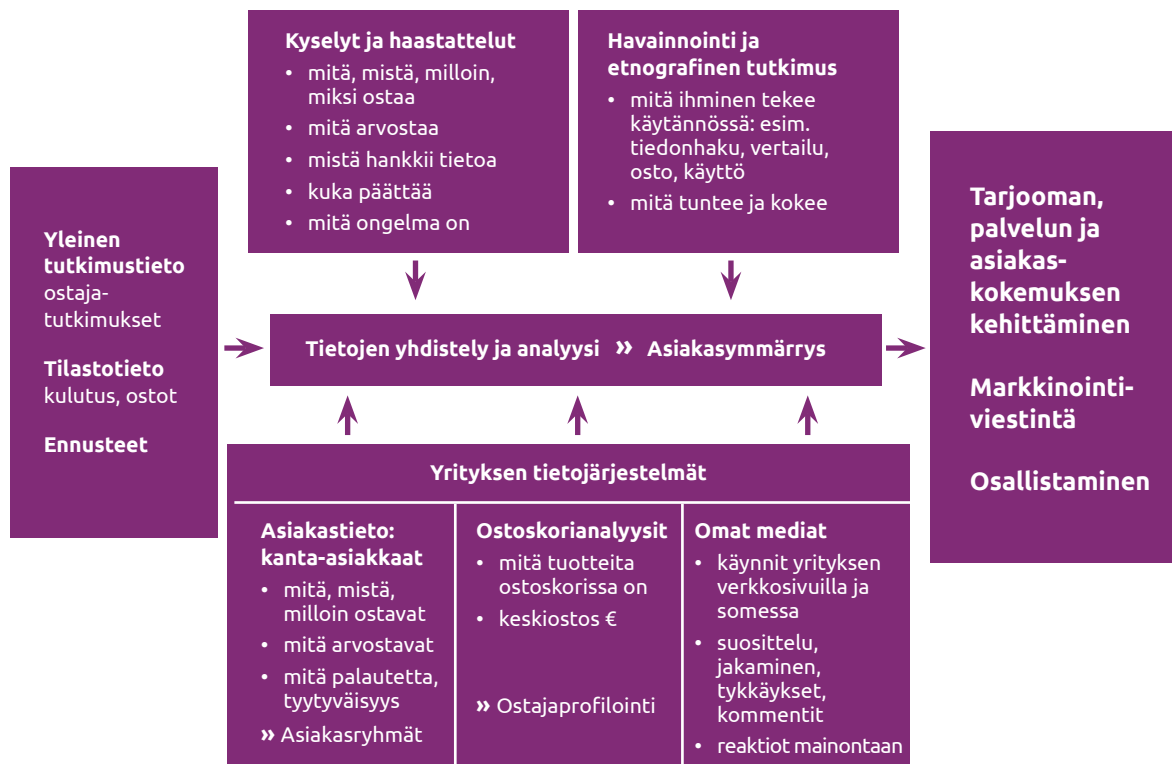 Kyselyt ja haastattelut
• mitä, mistä, milloin,
miksi ostaa
• mitä arvostaa
• mistä hankkii tietoa
• kuka päättää
• mitä ongelma on
Havainnointi ja
etnografinen tutkimus
• mitä ihminen tekee
käytännössä: esim.
tiedonhaku, vertailu,
osto, käyttö
• mitä tuntee ja kokee
Yleinen
tutkimustieto
ostaja-
tutkimukset
Tilastotieto
kulutus, ostot
Ennusteet
Tietojen yhdistely ja analyysi » Asiakasymmärrys
Tarjooman,
palvelun ja
asiakas-
kokemuksen
kehittäminen
Markkinointi-
viestintä
Osallistaminen
Yrityksen tietojärjestelmät
Asiakastieto:
kanta-asiakkaat
• mitä, mistä,
milloin ostavat
• mitä arvostavat
• mitä palautetta,
tyytyväisyys
» Asiakasryhmät
Ostoskorianalyysit
• mitä tuotteita
ostoskorissa on
• keskiostos €
» Ostajaprofilointi
Omat mediat
• käynnit yrityksen
verkkosivuilla ja
somessa
• suosittelu,
jakaminen,
tykkäykset,
kommentit
• reaktiot mainontaan